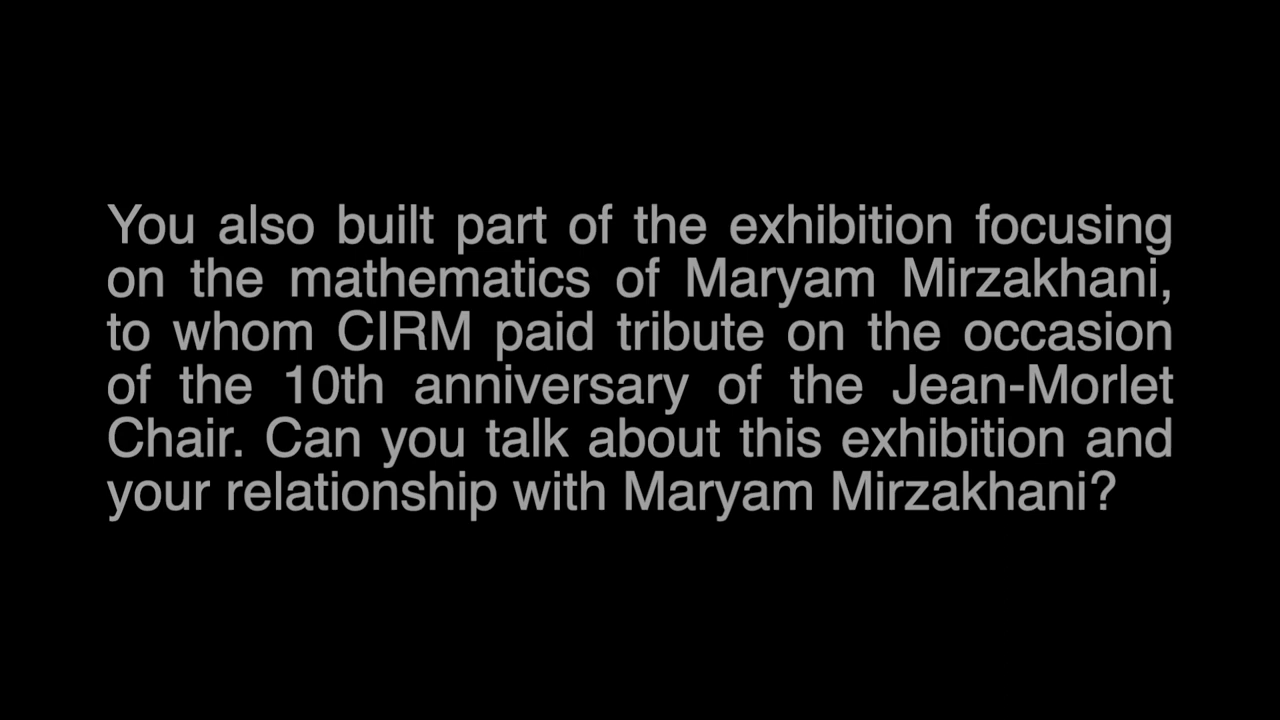 You also built part of the exhibition focusing
on the mathematics of Maryam Mirzakhani,
to whom CIRM paid tribute on the occasion
of the 10th anniversary of the Jean-Morlet
Chair. Can you talk about this exhibition and
your relationship with Maryam Mirzakhani?